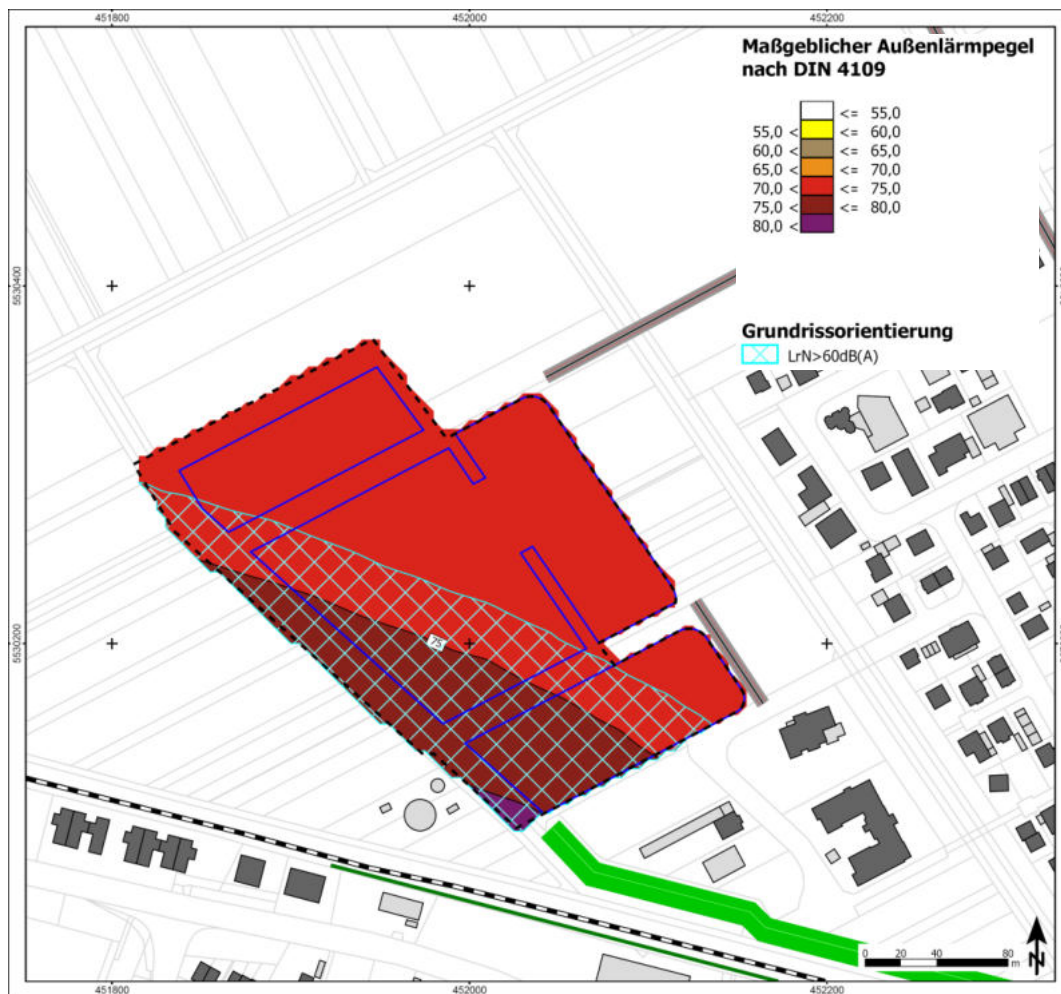 451800 452000 452200
Maßgeblicher Außenlärmpegel
nach DIN 4109
<= 55,0
55,0 < <= 60,0
60,0 < <= 65,0
65,0 < <= 70,0
70,0 < <= 75,0
75,0 < <= 80,0
80,0 <
5530400
Grundrissorientierung
LrN>60dB(A)
5530200
75
0 20 40 80
m
N
451800 452000 452200